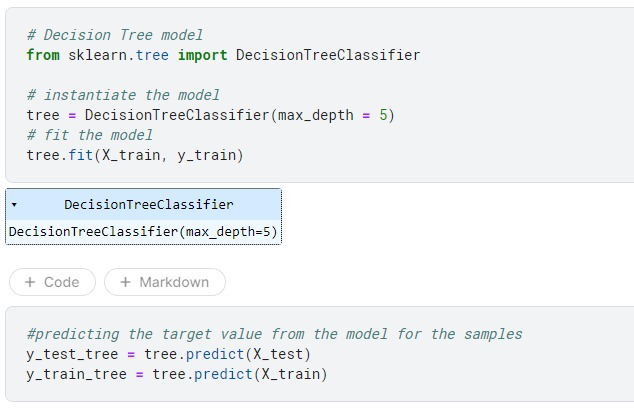 # Decision Tree model
from sklearn.tree import DecisionTreeClassifier
# instantiate the model
tree = DecisionTreeClassifier(max_depth = 5)
# fit the model
tree.fit(X_train, y_train)
▾ DecisionTreeClassifier
DecisionTreeClassifier(max_depth=5)
+ Code + Markdown
#predicting the target value from the model for the samples
y_test_tree = tree.predict(X_test)
y_train_tree = tree.predict(X_train)